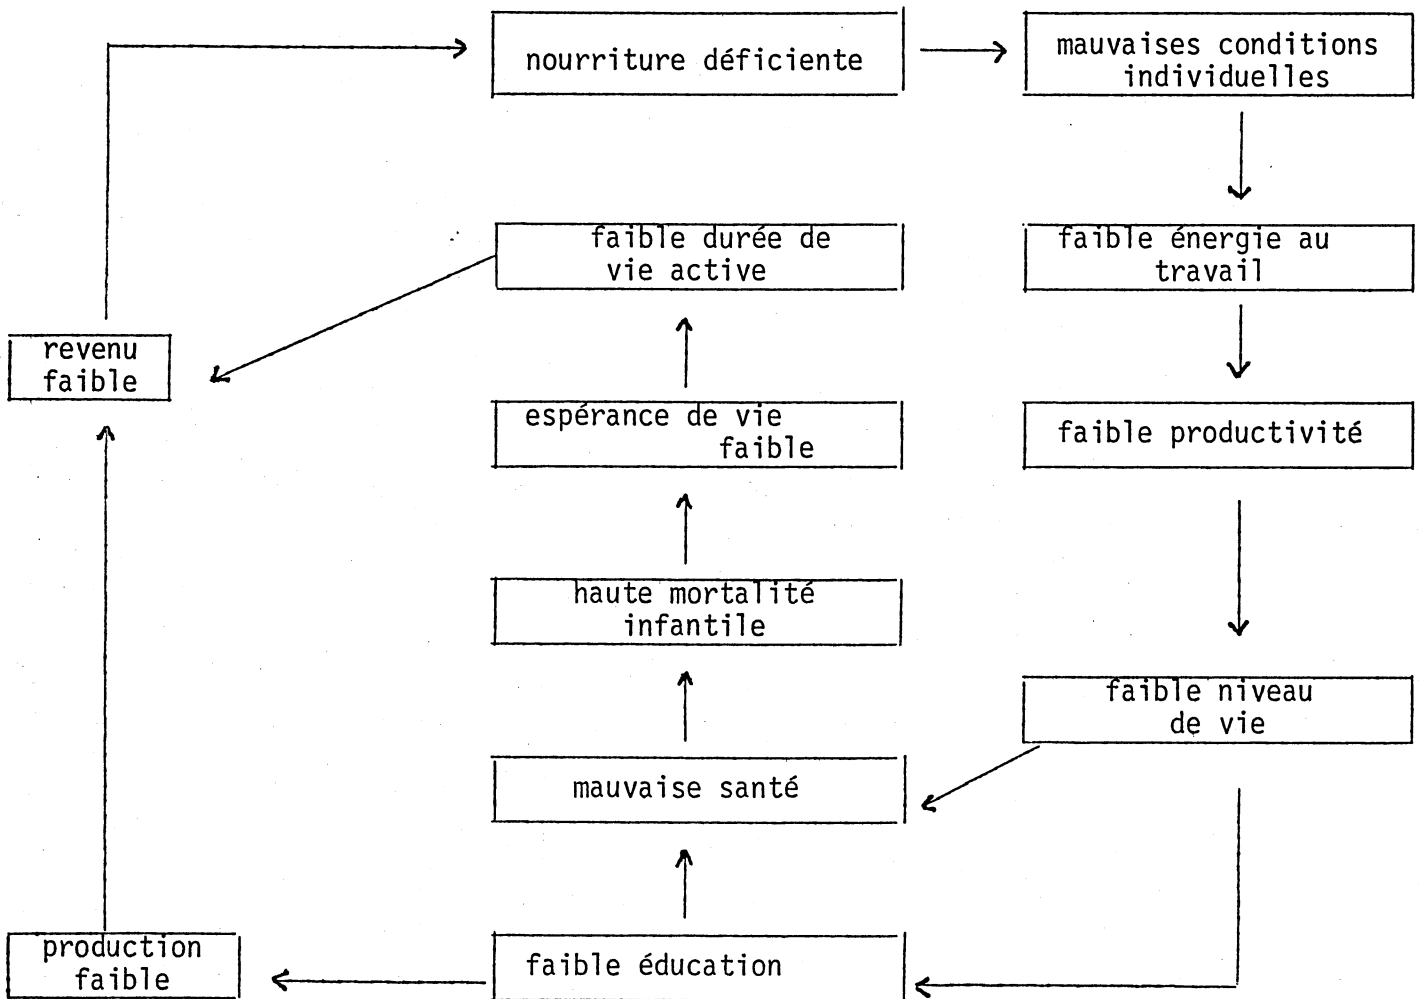 nourriture déficiente
mauvaises conditions
individuelles
faible durée de
vie active
faible énergie au
travail
revenu
faible
espérance de vie
faible
faible productivité
haute mortalité
infantile
faible niveau
de vie
mauvaise santé
production
faible
faible éducation